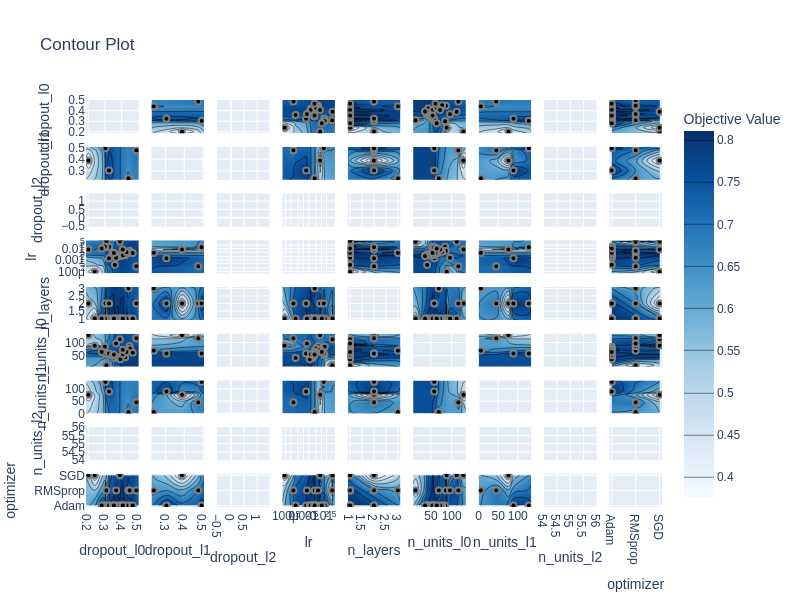 Contour Plot
Objective Value
0.8
0.75
0.7
0.65
0.6
0.55
0.5
0.45
0.4
dropout_l0
0.5
0.4
0.3
0.2
dropout_l1
0.5
0.4
0.3
dropout_l2
1
0.5
0
−0.5
lr
0.01
0.001
100μ
n_layers
3
2.5
2
1.5
1
n_units_l0
100
50
n_units_l1
100
50
0
n_units_l2
56
55.5
55
54.5
54
optimizer
SGD
RMSprop
Adam
0.2 0.3 0.4 0.5
0.3 0.4 0.5
−0.5 0 0.5 1
1 1.5 2 2.5 3
50 100
0 50 100
54 54.5 55 55.5 56
Adam RMSprop SGD
dropout_l0 dropout_l1 dropout_l2 lr n_layers n_units_l0 n_units_l1 n_units_l2 optimizer